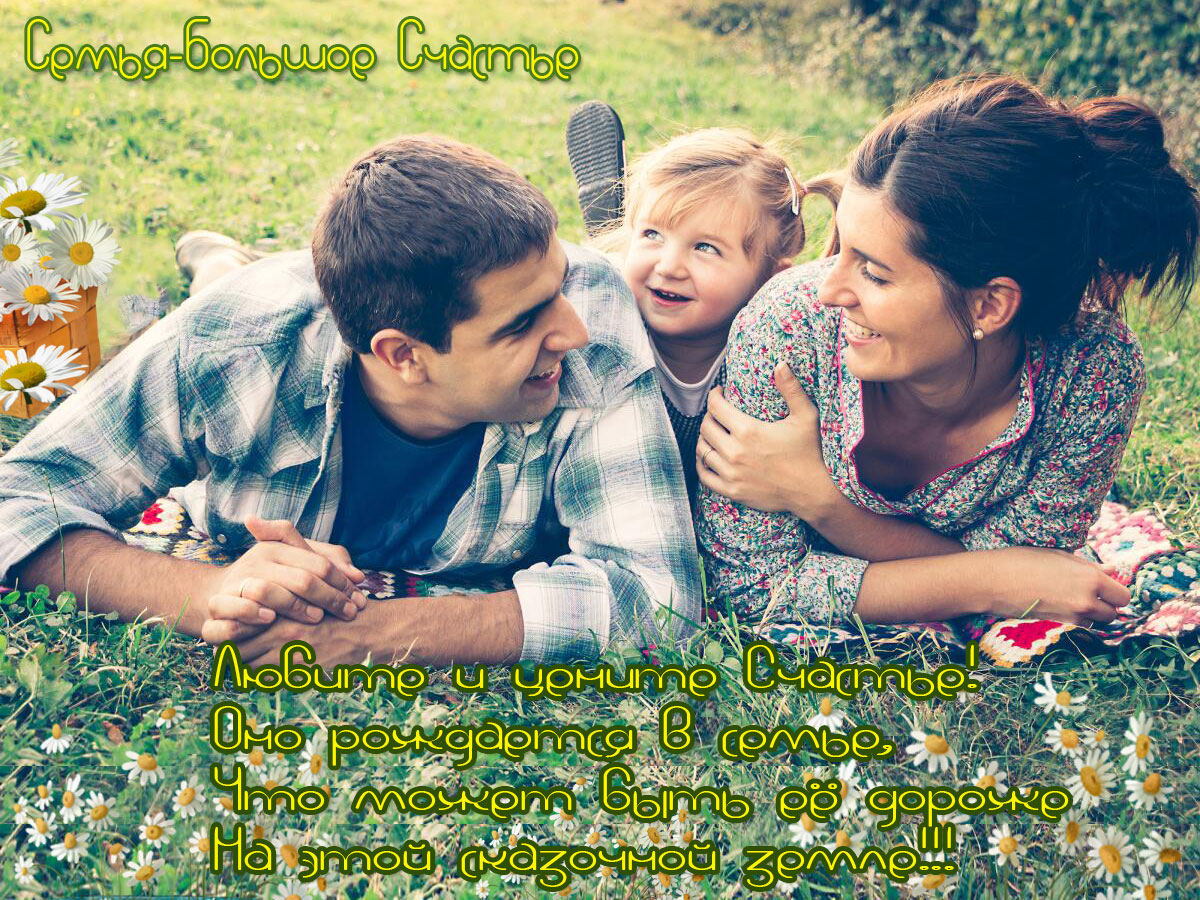 Семья-большое Счастье
Любите и цените Счастье!
Оно рождается в семье,
Что может быть её дороже
На этой сказочной земле!!!